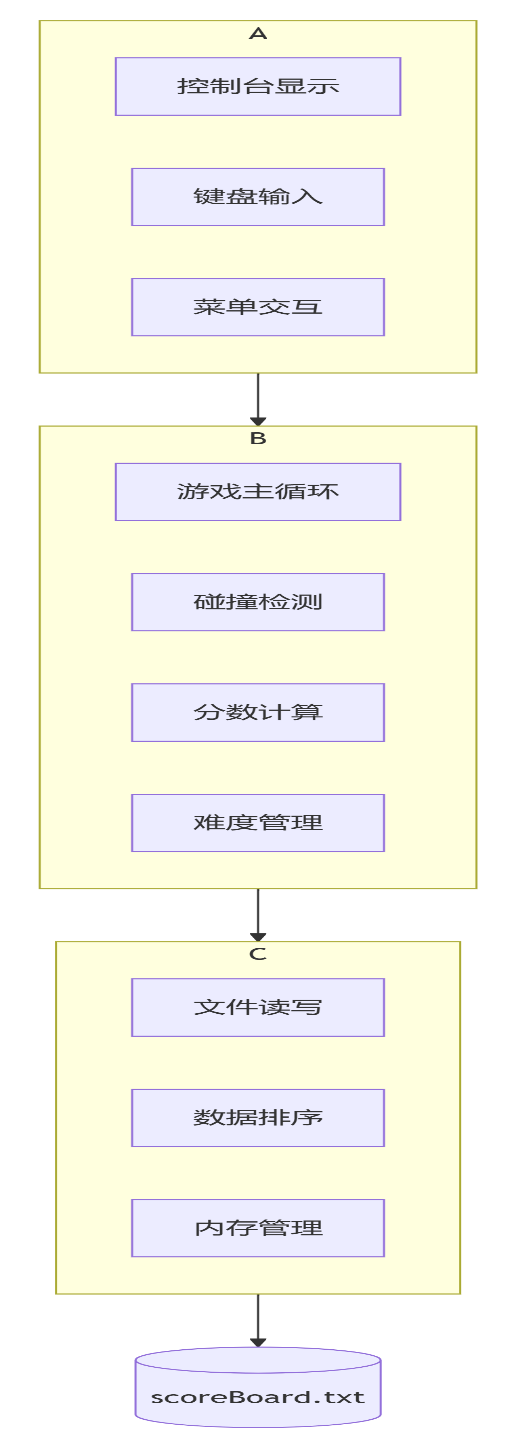 A
控制台显示
键盘输入
菜单交互
B
游戏主循环
碰撞检测
分数计算
难度管理
C
文件读写
数据排序
内存管理
scoreBoard.txt